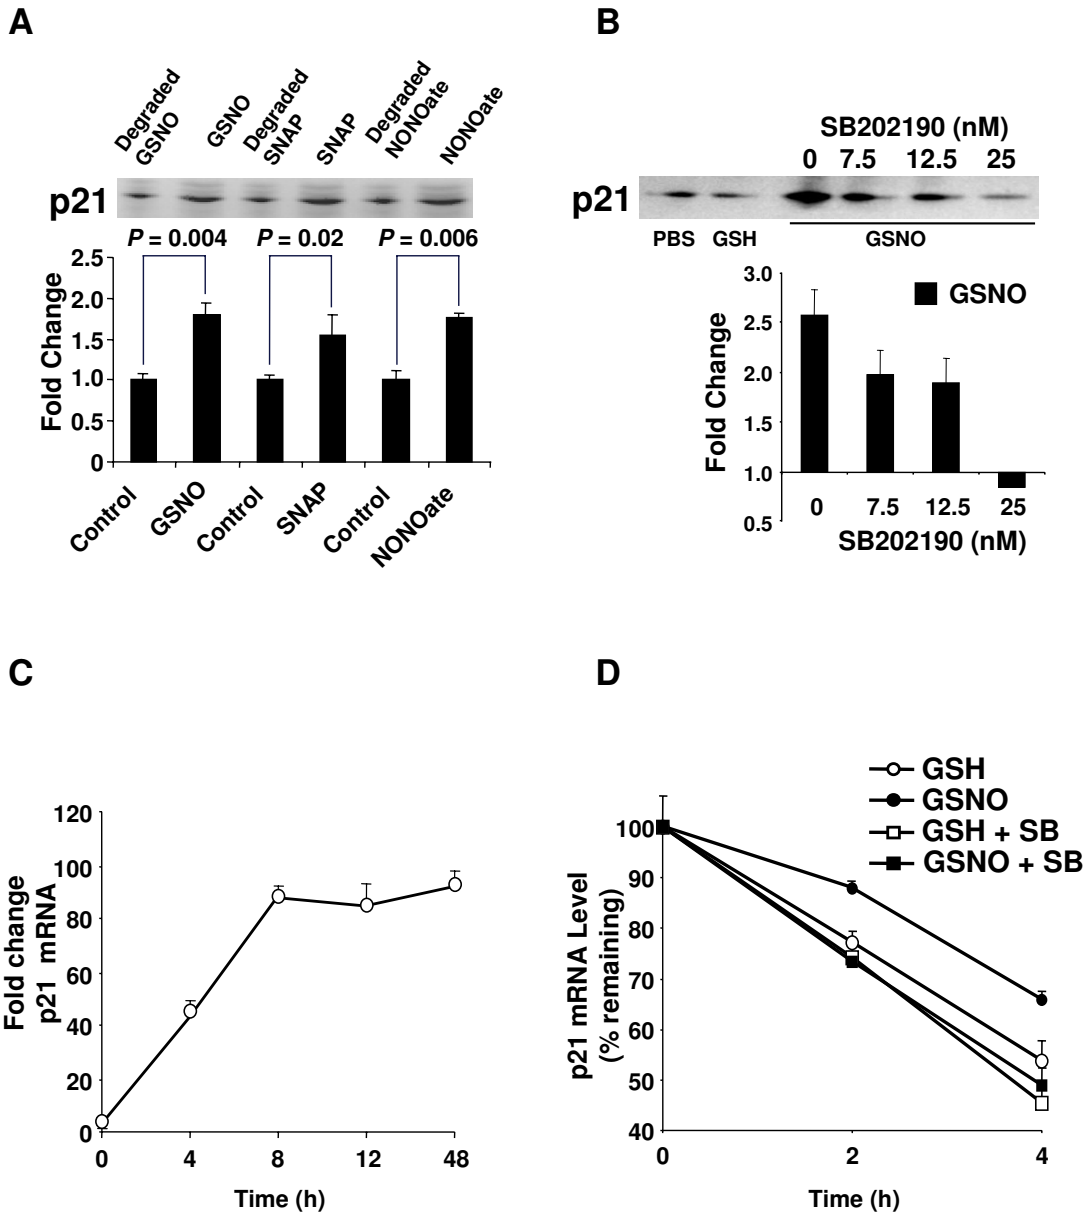 A
Degraded
GSNO
GSNO
Degraded
SNAP
SNAP
Degraded
NONOate
NONOate
p21
P = 0.004
P = 0.02
P = 0.006
2.5
2.0
1.5
1.0
0.5
0
Fold Change
Control
GSNO
Control
SNAP
Control
NONOate
B
SB202190 (nM)
0 7.5 12.5 25
p21
PBS GSH GSNO
3.0
2.5
2.0
1.5
1.0
0.5
Fold Change
GSNO
0 7.5 12.5 25
SB202190 (nM)
C
120
100
80
60
40
20
0
Fold change
p21 mRNA
0 4 8 12 48
Time (h)
D
GSH
GSNO
GSH + SB
GSNO + SB
100
90
80
70
60
50
40
p21 mRNA Level
(% remaining)
0 2 4
Time (h)